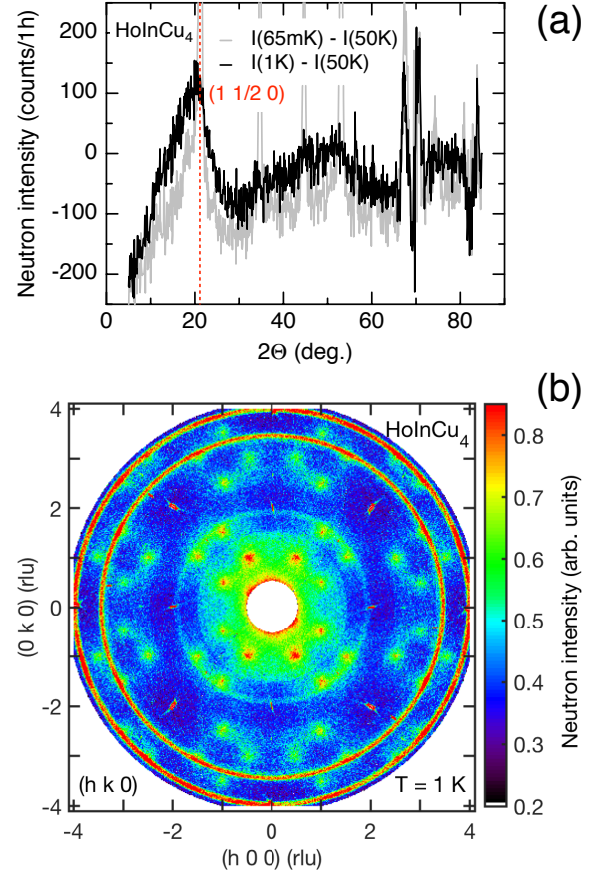 (a)
HoInCu4
I(65mK) - I(50K)
I(1K) - I(50K)
(1 1/2 0)
Neutron intensity (counts/1h)
200
100
0
-100
-200
0 20 40 60 80
2Θ (deg.)
(b)
HoInCu4
(0 k 0) (rlu)
4
2
0
-2
-4
(h k 0)
T = 1 K
-4 -2 0 2 4
(h 0 0) (rlu)
0.8
0.7
0.6
0.5
0.4
0.3
0.2
Neutron intensity (arb. units)